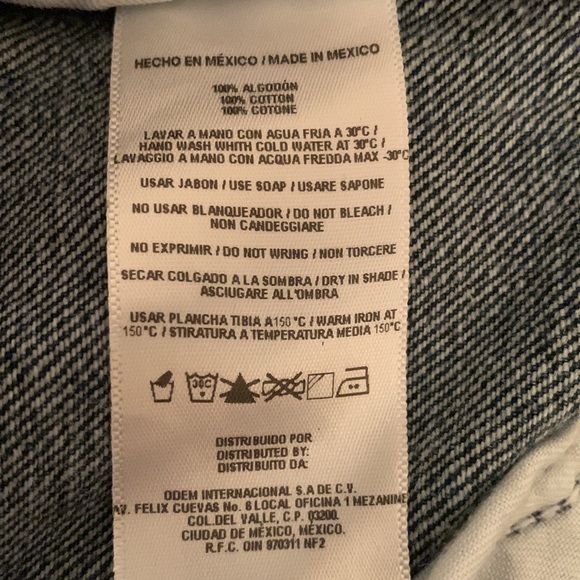 HECHO EN MÉXICO / MADE IN MEXICO
100% ALGODÓN
100% COTTON
100% COTONE
LAVAR A MANO CON AGUA FRIA A 30°C /
HAND WASH WHITH COLD WATER AT 30°C /
LAVAGGIO A MANO CON ACQUA FREDDA MAX -30°C
USAR JABON / USE SOAP / USARE SAPONE
NO USAR BLANQUEADOR / DO NOT BLEACH /
NON CANDEGGIARE
NO EXPRIMIR / DO NOT WRING / NON TORCERE
SECAR COLGADO A LA SOMBRA / DRY IN SHADE /
ASCIUGARE ALL'OMBRA
USAR PLANCHA TIBIA A 150°C / WARM IRON AT
150°C / STIRATURA A TEMPERATURA MEDIA 150°C
30C
DISTRIBUIDO POR
DISTRIBUTED BY:
DISTRIBUITO DA:
ODEM INTERNACIONAL S.A DE C.V.
AV. FELIX CUEVAS No. 6 LOCAL OFICINA 1 MEZANINE
COL.DEL VALLE, C.P. 03200.
CIUDAD DE MÉXICO, MÉXICO.
R.F.C. OIN 870311 NF2